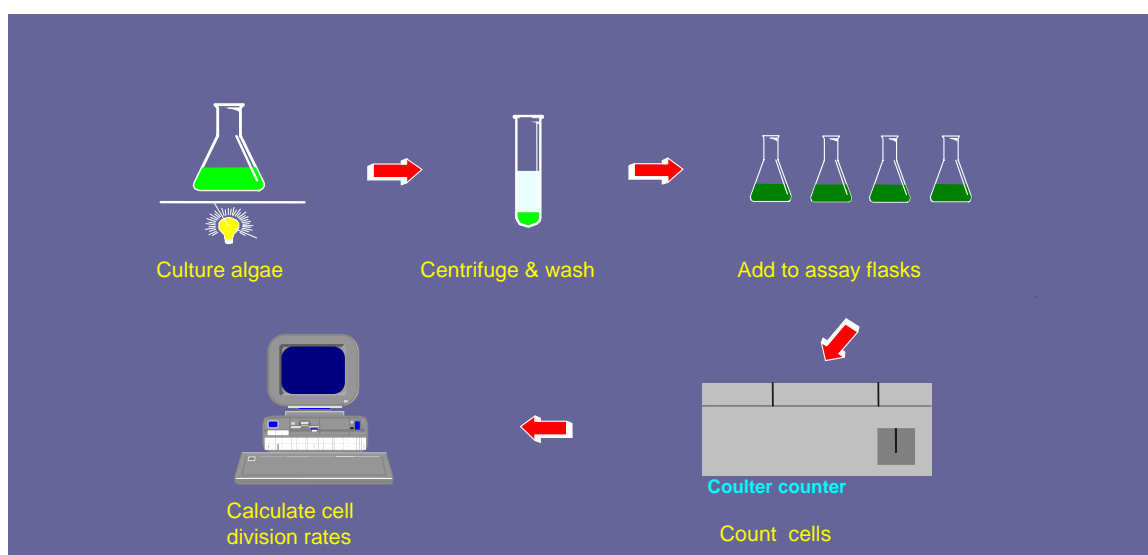 Culture algae
Centrifuge & wash
Add to assay flasks
Coulter counter
Count cells
Calculate cell
division rates